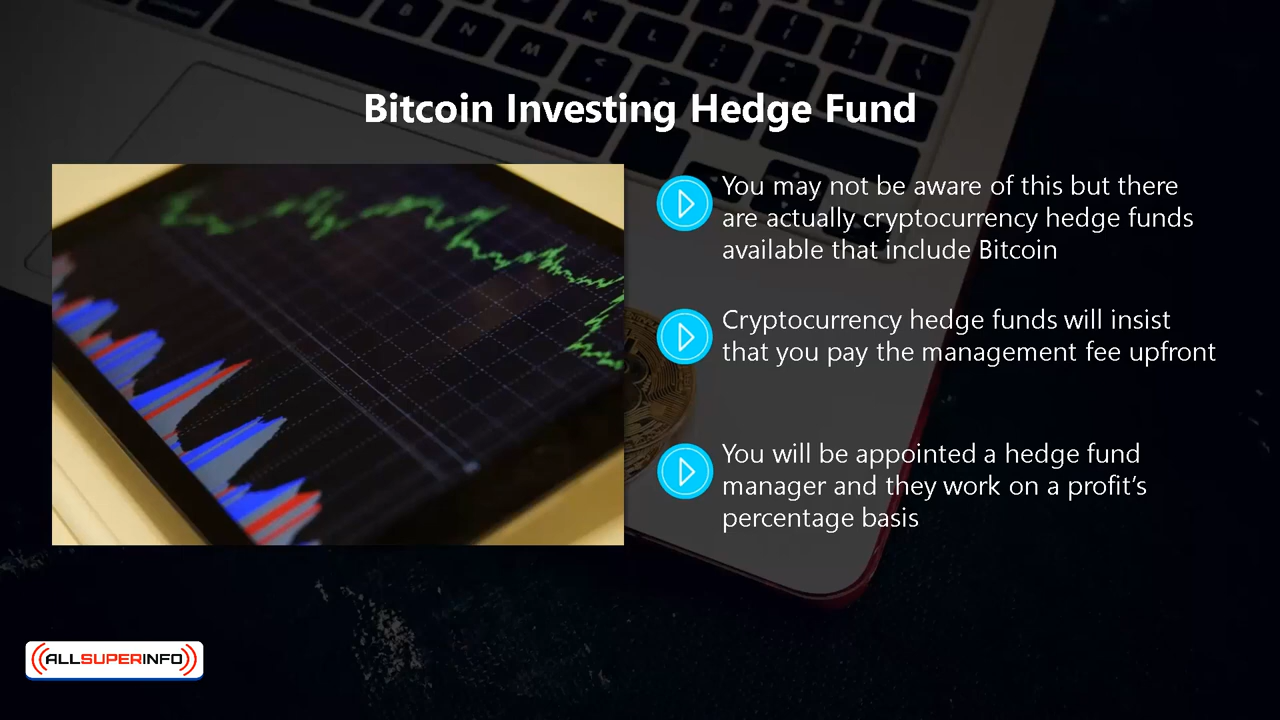 Bitcoin Investing Hedge Fund
You may not be aware of this but there
are actually cryptocurrency hedge funds
available that include Bitcoin
Cryptocurrency hedge funds will insist
that you pay the management fee upfront
You will be appointed a hedge fund
manager and they work on a profit's
percentage basis
ALLSUPERINFO